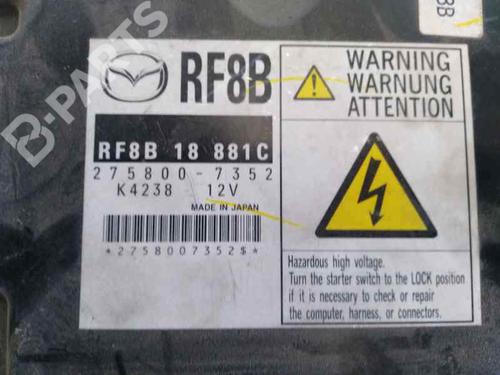 8B
RF8B
RF8B 18 881C
275800-7352
K4238 12V
MADE IN JAPAN
*2758007352$*
WARNING
WARNUNG
ATTENTION
Hazardous high voltage.
Turn the starter switch to the LOCK position
if it is necessary to check or repair
the computer, harness, or connectors.
B-PARTS